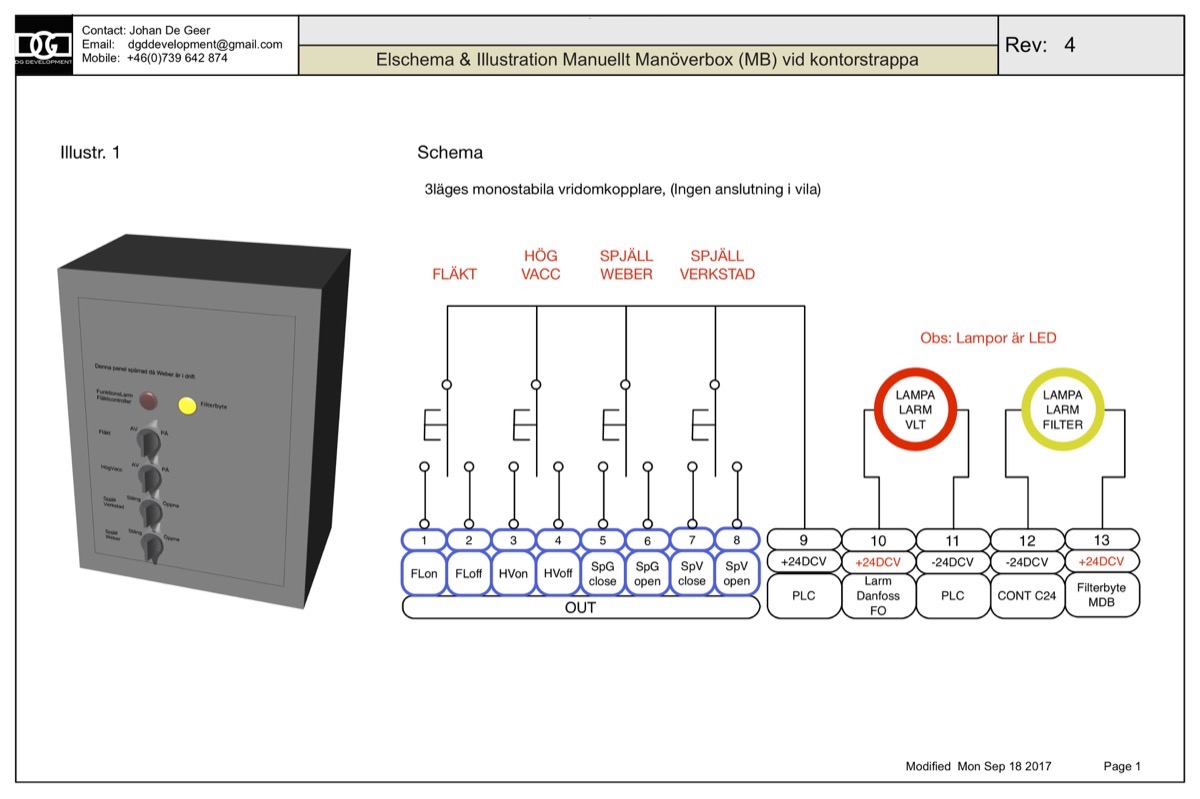 DGD
DG DEVELOPMENT
Contact: Johan De Geer
Email: dgddevelopment@gmail.com
Mobile: +46(0)739 642 874
Elschema & Illustration Manuellt Manöverbox (MB) vid kontorstrappa
Rev: 4
Illustr. 1
Schema
3läges monostabila vridomkopplare, (Ingen anslutning i vila)
FLÄKT
HÖG
VACC
SPJÄLL
WEBER
SPJÄLL
VERKSTAD
Obs: Lampor är LED
LAMPA
LARM
VLT
LAMPA
LARM
FILTER
Denna panel spärrad då Weber är i drift
FunktionsLarm
Fläktcontroller
Filterbyte
Fläkt
AV
PÅ
HögVacc
AV
PÅ
Spjäll
Verkstad
Stäng
Öppna
Spjäll
Weber
Stäng
Öppna
1 2 3 4 5 6 7 8 9 10 11 12 13
+24DCV +24DCV -24DCV -24DCV +24DCV
FLon
FLoff
HVon
HVoff
SpG
close
SpG
open
SpV
close
SpV
open
OUT
PLC
Larm
Danfoss
FO
PLC
CONT C24
Filterbyte
MDB
Modified Mon Sep 18 2017
Page 1